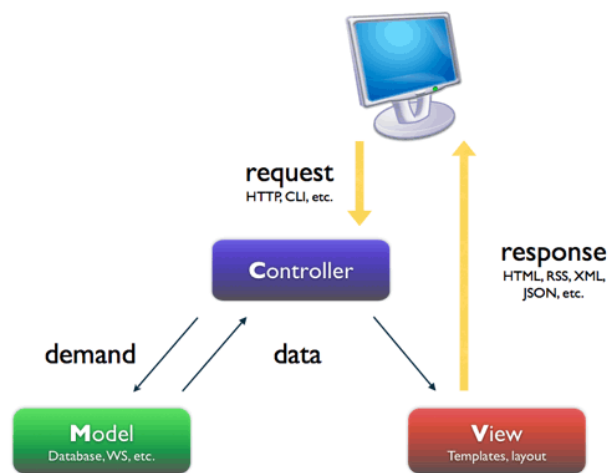 request
HTTP, CLI, etc.
Controller
response
HTML, RSS, XML,
JSON, etc.
demand
data
Model
Database, WS, etc.
View
Templates, layout